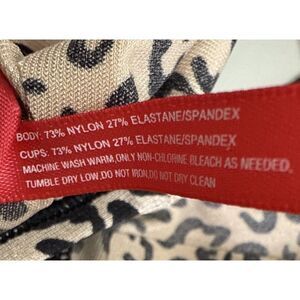 BODY: 73% NYLON 27% ELASTANE/SPANDEX
CUPS: 73% NYLON 27% ELASTANE/SPANDEX
MACHINE WASH WARM,ONLY NON-CHLORINE BLEACH AS NEEDED,
TUMBLE DRY LOW,DO NOT IRON,DO NOT DRY CLEAN